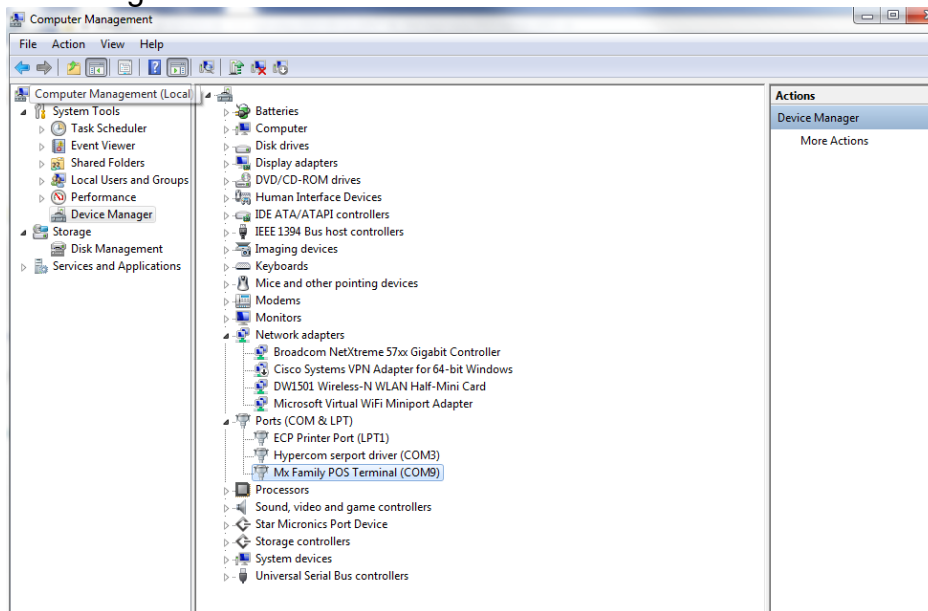 Computer Management
File Action View Help
Computer Management (Local)
System Tools
Task Scheduler
Event Viewer
Shared Folders
Local Users and Groups
Performance
Device Manager
Storage
Disk Management
Services and Applications
Batteries
Computer
Disk drives
Display adapters
DVD/CD-ROM drives
Human Interface Devices
IDE ATA/ATAPI controllers
IEEE 1394 Bus host controllers
Imaging devices
Keyboards
Mice and other pointing devices
Modems
Monitors
Network adapters
Broadcom NetXtreme 57xx Gigabit Controller
Cisco Systems VPN Adapter for 64-bit Windows
DW1501 Wireless-N WLAN Half-Mini Card
Microsoft Virtual WiFi Miniport Adapter
Ports (COM & LPT)
ECP Printer Port (LPT1)
Hypercom serport driver (COM3)
Mx Family POS Terminal (COM9)
Processors
Sound, video and game controllers
Star Micronics Port Device
Storage controllers
System devices
Universal Serial Bus controllers
Actions
Device Manager
More Actions